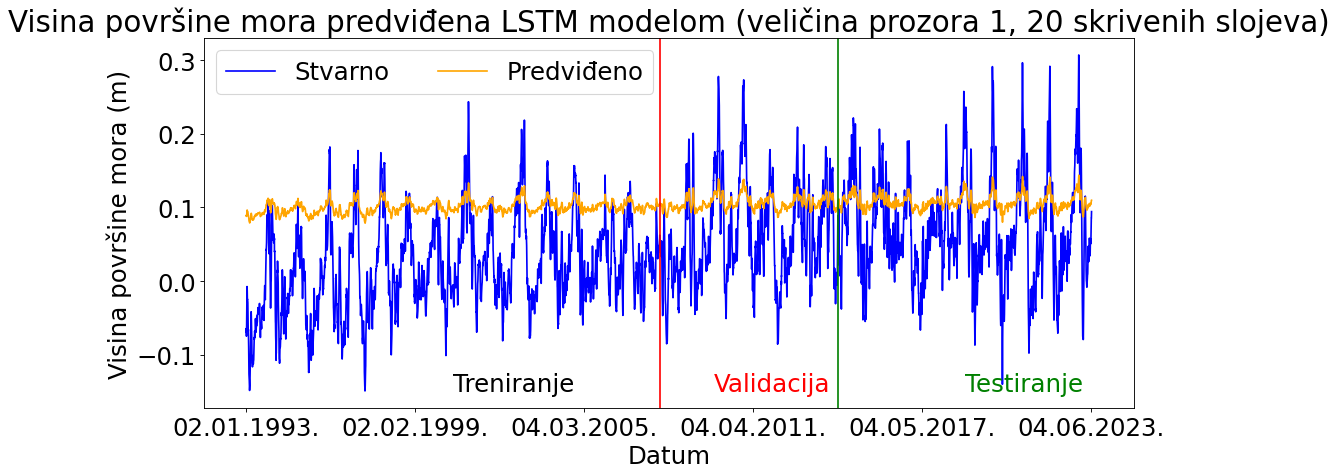 Visina površine mora predviđena LSTM modelom (veličina prozora 1, 20 skrivenih slojeva)
Stvarno
Predviđeno
Visina površine mora (m)
0.3
0.2
0.1
0.0
−0.1
Treniranje
Validacija
Testiranje
02.01.1993.
02.02.1999.
04.03.2005.
04.04.2011.
04.05.2017.
04.06.2023.
Datum